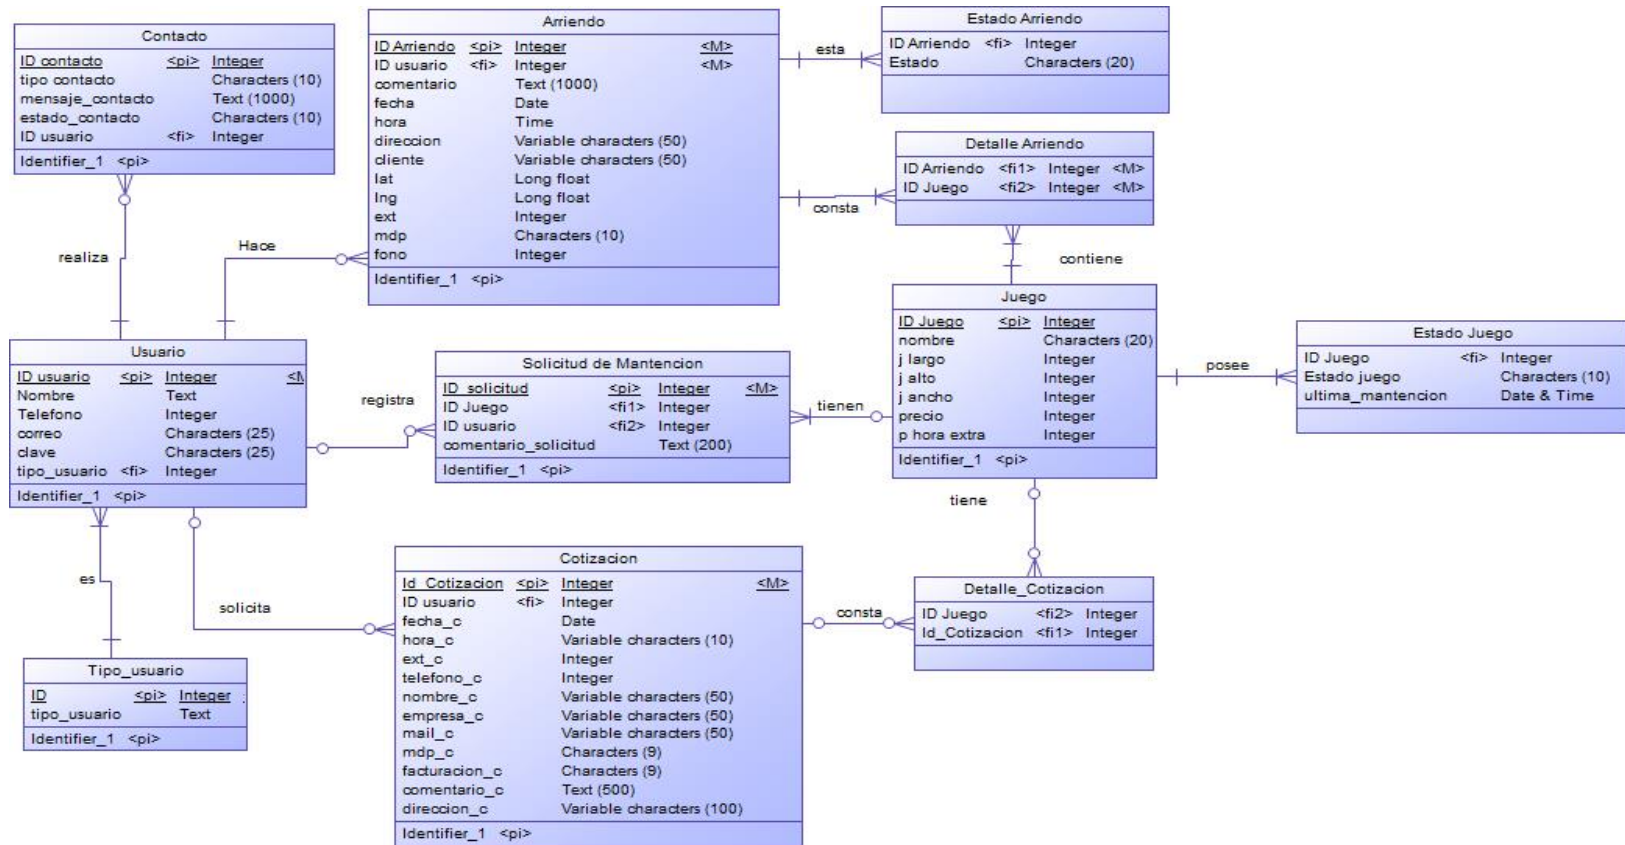 Contacto
ID contacto <pi> Integer
tipo contacto Characters (10)
mensaje_contacto Text (1000)
estado_contacto Characters (10)
ID usuario <fi> Integer
Identifier_1 <pi>
Arriendo
ID Arriendo <pi> Integer <M>
ID usuario <fi> Integer <M>
comentario Text (1000)
fecha Date
hora Time
direccion Variable characters (50)
cliente Variable characters (50)
lat Long float
lng Long float
ext Integer
mdp Characters (10)
fono Integer
Identifier_1 <pi>
esta
Estado Arriendo
ID Arriendo <fi> Integer
Estado Characters (20)
consta
Detalle Arriendo
ID Arriendo <fi1> Integer <M>
ID Juego <fi2> Integer <M>
realiza
Hace
contiene
Usuario
ID usuario <pi> Integer
Nombre Text
Telefono Integer
correo Characters (25)
clave Characters (25)
tipo_usuario <fi> Integer
Identifier_1 <pi>
registra
Solicitud de Mantencion
ID_solicitud <pi> Integer <M>
ID Juego <fi1> Integer
ID usuario <fi2> Integer
comentario_solicitud Text (200)
Identifier_1 <pi>
tienen
Juego
ID Juego <pi> Integer
nombre Characters (20)
j largo Integer
j alto Integer
j ancho Integer
precio Integer
p hora extra Integer
Identifier_1 <pi>
posee
Estado Juego
ID Juego <fi> Integer
Estado juego Characters (10)
ultima_mantencion Date & Time
tiene
es
solicita
Cotizacion
Id_Cotizacion <pi> Integer <M>
ID usuario <fi> Integer
fecha_c Date
hora_c Variable characters (10)
ext_c Integer
telefono_c Integer
nombre_c Variable characters (50)
empresa_c Variable characters (50)
mail_c Variable characters (50)
mdp_c Characters (9)
facturacion_c Characters (9)
comentario_c Text (500)
direccion_c Variable characters (100)
Identifier_1 <pi>
consta
Detalle_Cotizacion
ID Juego <fi2> Integer
Id_Cotizacion <fi1> Integer
Tipo_usuario
ID <pi> Integer
tipo_usuario Text
Identifier_1 <pi>